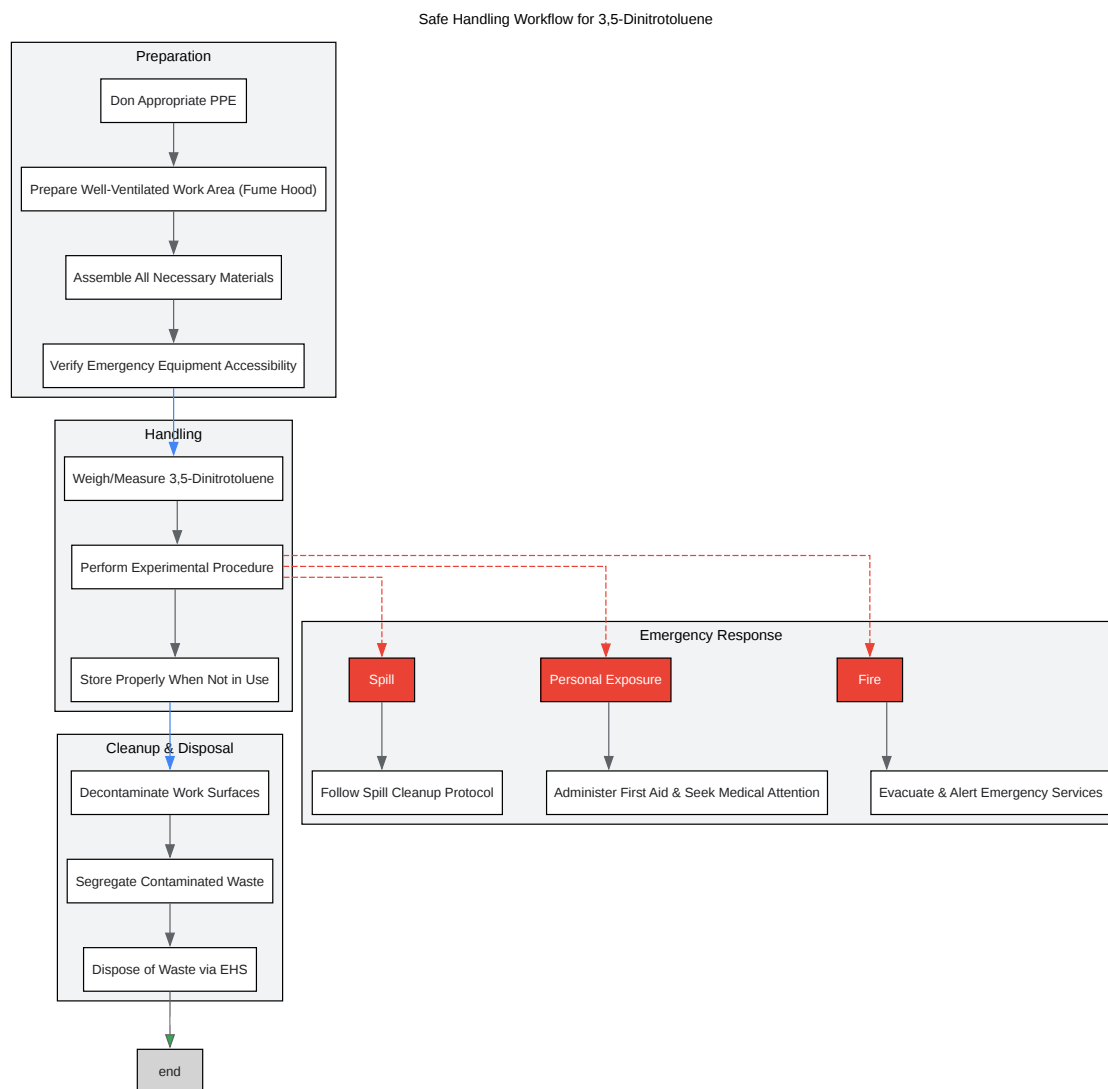 Safe Handling Workflow for 3,5-Dinitrotoluene
Preparation
Don Appropriate PPE
Prepare Well-Ventilated Work Area (Fume Hood)
Assemble All Necessary Materials
Verify Emergency Equipment Accessibility
Handling
Weigh/Measure 3,5-Dinitrotoluene
Perform Experimental Procedure
Store Properly When Not in Use
Emergency Response
Spill
Personal Exposure
Fire
Follow Spill Cleanup Protocol
Administer First Aid & Seek Medical Attention
Evacuate & Alert Emergency Services
Cleanup & Disposal
Decontaminate Work Surfaces
Segregate Contaminated Waste
Dispose of Waste via EHS
end